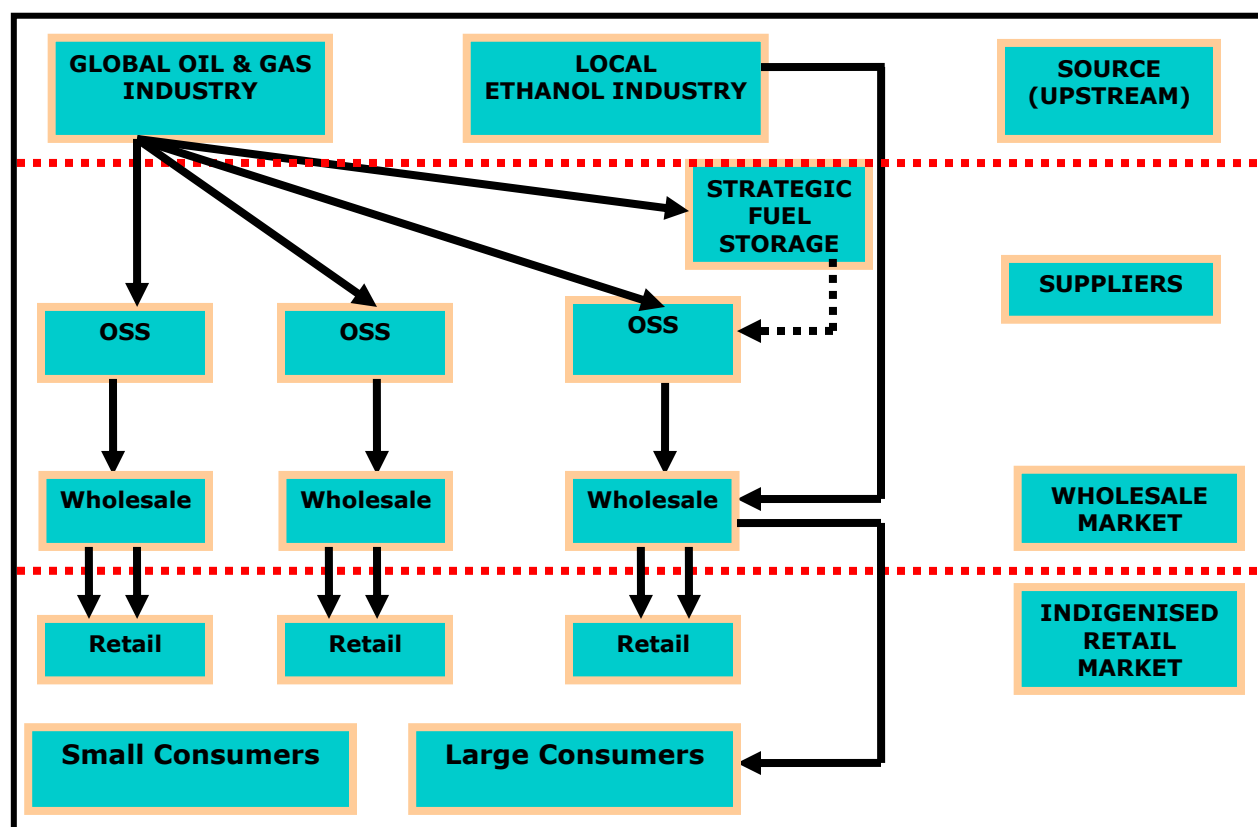 GLOBAL OIL & GAS
INDUSTRY
LOCAL
ETHANOL INDUSTRY
SOURCE
(UPSTREAM)
STRATEGIC
FUEL
STORAGE
SUPPLIERS
OSS
OSS
OSS
Wholesale
Wholesale
Wholesale
WHOLESALE
MARKET
Retail
Retail
Retail
INDIGENISED
RETAIL
MARKET
Small Consumers
Large Consumers